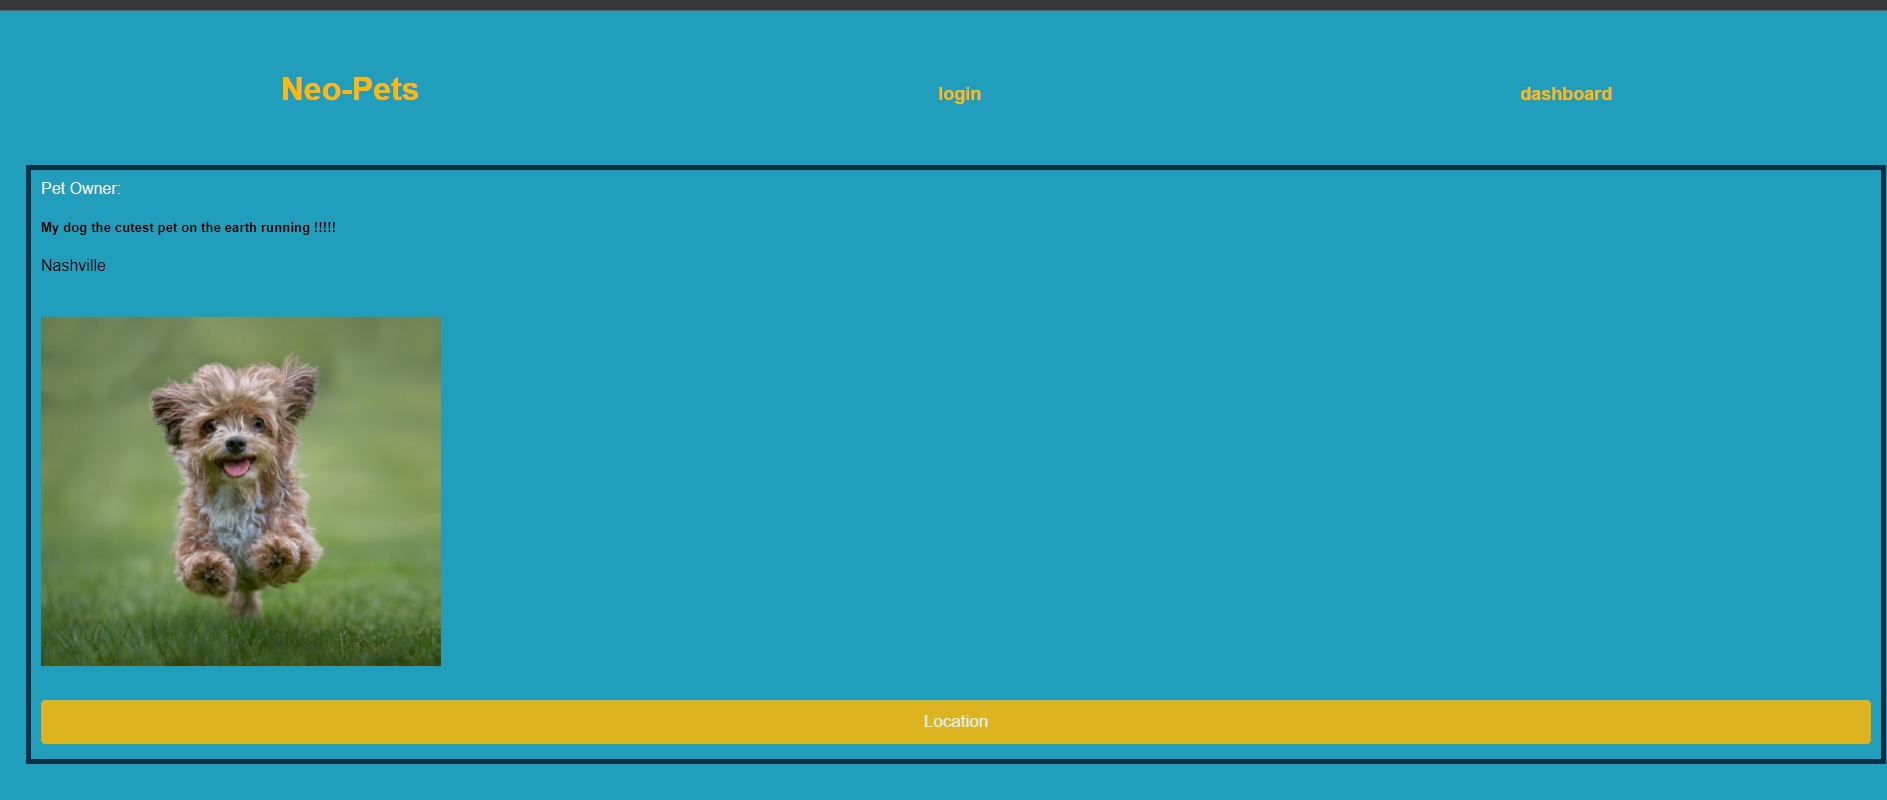 Neo-Pets
login
dashboard
Pet Owner:
My dog the cutest pet on the earth running !!!!!
Nashville
Location